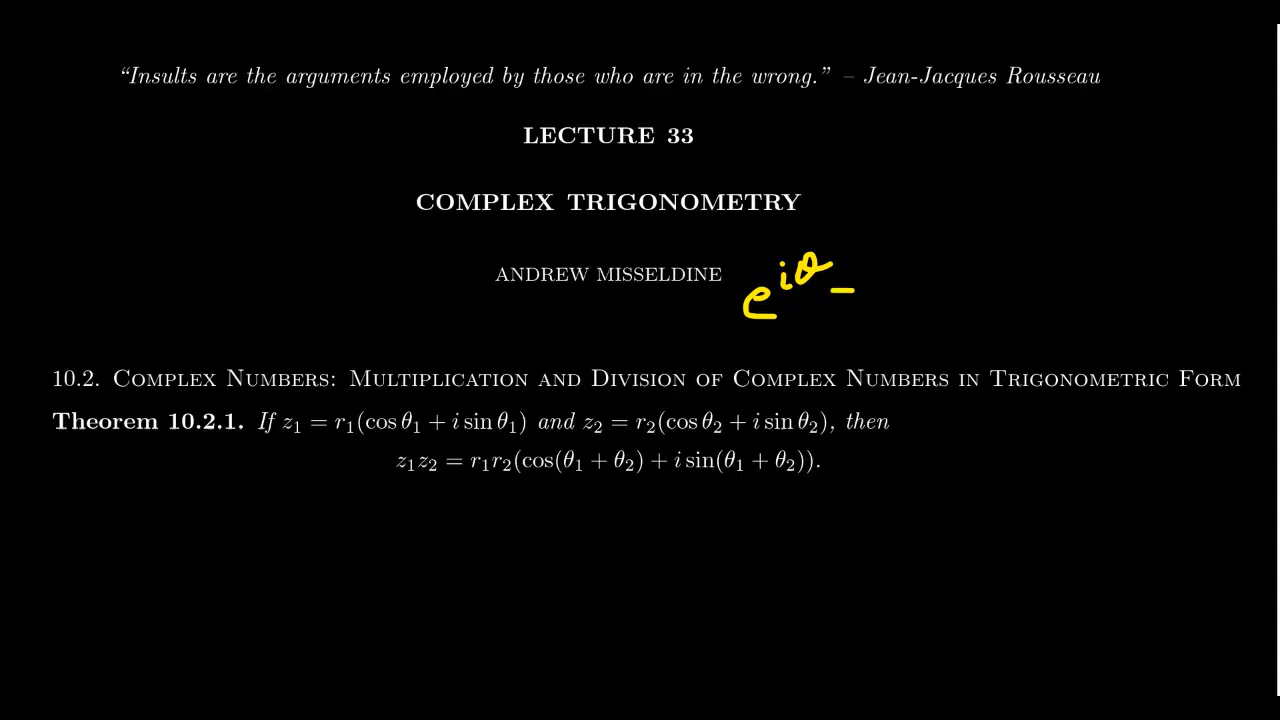 “Insults are the arguments employed by those who are in the wrong.” – Jean-Jacques Rousseau
LECTURE 33
COMPLEX TRIGONOMETRY
ANDREW MISSELDINE
e^{iθ} –
10.2. Complex Numbers: Multiplication and Division of Complex Numbers in Trigonometric Form
Theorem 10.2.1. If z₁ = r₁(cos θ₁ + i sin θ₁) and z₂ = r₂(cos θ₂ + i sin θ₂), then
z₁z₂ = r₁r₂(cos(θ₁ + θ₂) + i sin(θ₁ + θ₂)).